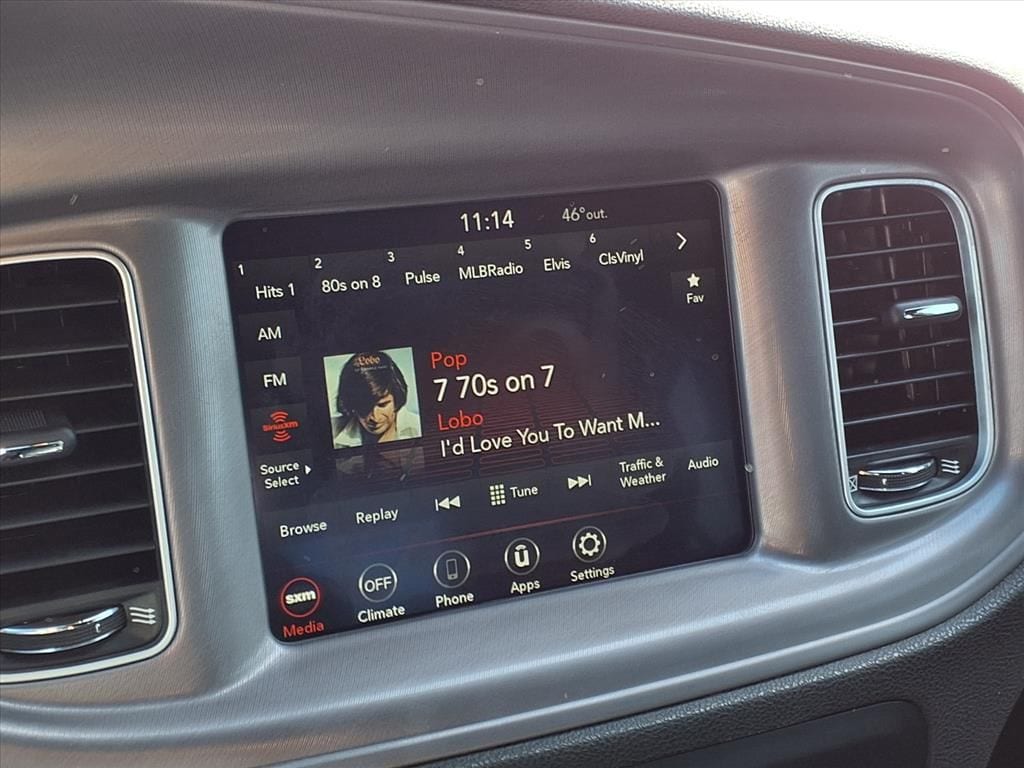 11:14
46°out.
1 Hits 1
2 80s on 8
3 Pulse
4 MLBRadio
5 Elvis
6 ClsVinyl
Fav
AM
FM
SiriusXM
Source
Select
Lobo
Pop
7 70s on 7
Lobo
I'd Love You To Want M...
Browse
Replay
Tune
Traffic &
Weather
Audio
sxm
Media
OFF
Climate
Phone
ū
Apps
Settings